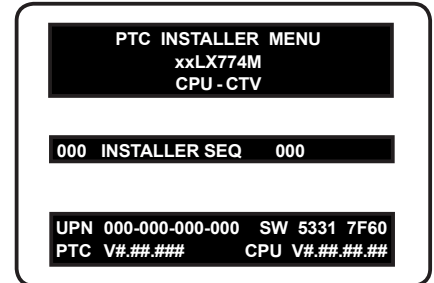 PTC INSTALLER MENU
xxLX774M
CPU - CTV
000 INSTALLER SEQ 000
UPN 000-000-000-000 SW 5331 7F60
PTC V#.##.### CPU V#.##.##.##